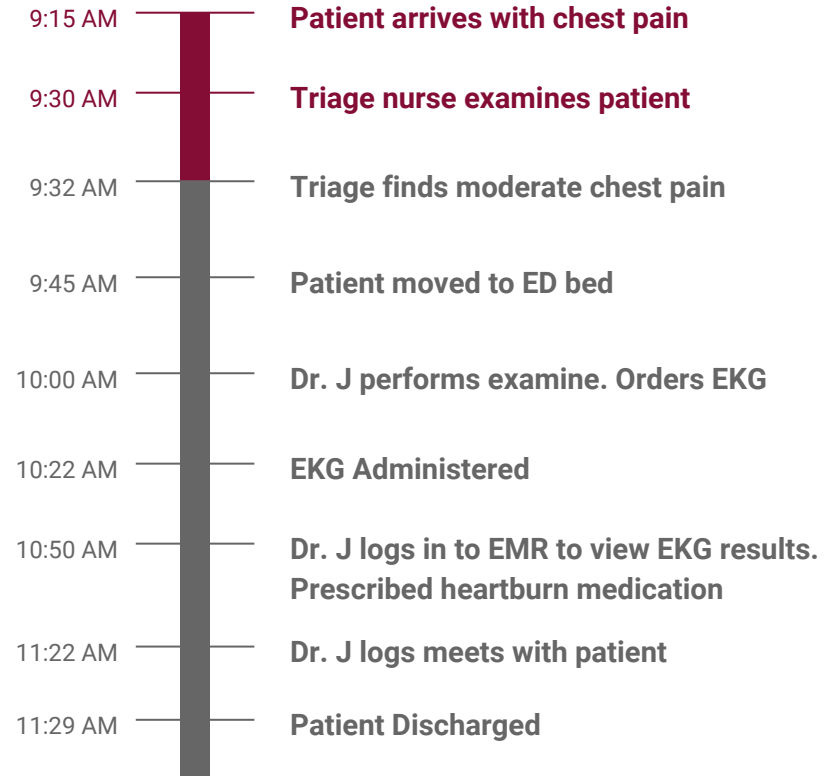 9:15 AM Patient arrives with chest pain
9:30 AM Triage nurse examines patient
9:32 AM Triage finds moderate chest pain
9:45 AM Patient moved to ED bed
10:00 AM Dr. J performs examine. Orders EKG
10:22 AM EKG Administered
10:50 AM Dr. J logs in to EMR to view EKG results.
Prescribed heartburn medication
11:22 AM Dr. J logs meets with patient
11:29 AM Patient Discharged